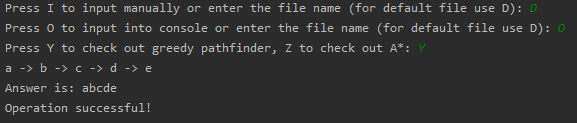 Press I to input manually or enter the file name (for default file use D): D
Press O to input into console or enter the file name (for default file use D): O
Press Y to check out greedy pathfinder, Z to check out A*: Y
a -> b -> c -> d -> e
Answer is: abcde
Operation successful!